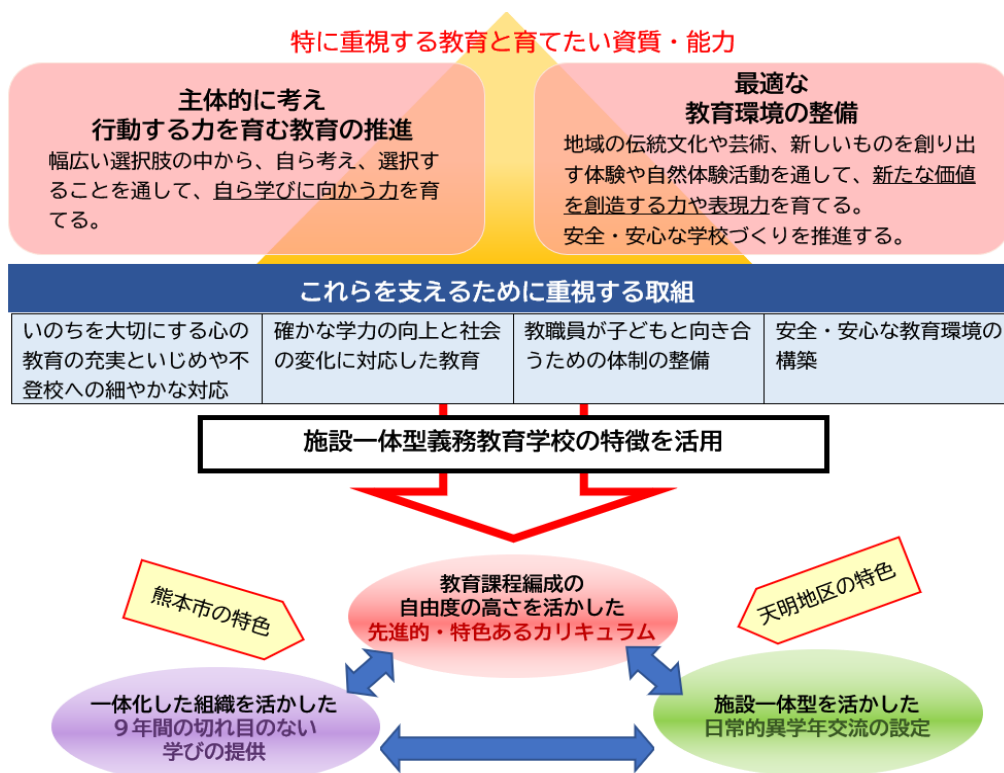 特に重視する教育と育てたい資質・能力
主体的に考え
行動する力を育む教育の推進
幅広い選択肢の中から、自ら考え、選択す
ることを通して、自ら学びに向かう力を育
てる。
最適な
教育環境の整備
地域の伝統文化や芸術、新しいものを創り出
す体験や自然体験活動を通して、新たな価値
を創造する力や表現力を育てる。
安全・安心な学校づくりを推進する。
これらを支えるために重視する取組
いのちを大切にする心の
教育の充実といじめや不
登校への細やかな対応
確かな学力の向上と社会
の変化に対応した教育
教職員が子どもと向き合
うための体制の整備
安全・安心な教育環境の
構築
施設一体型義務教育学校の特徴を活用
熊本市の特色
天明地区の特色
教育課程編成の
自由度の高さを活かした
先進的・特色あるカリキュラム
一体化した組織を活かした
９年間の切れ目のない
学びの提供
施設一体型を活かした
日常的異学年交流の設定